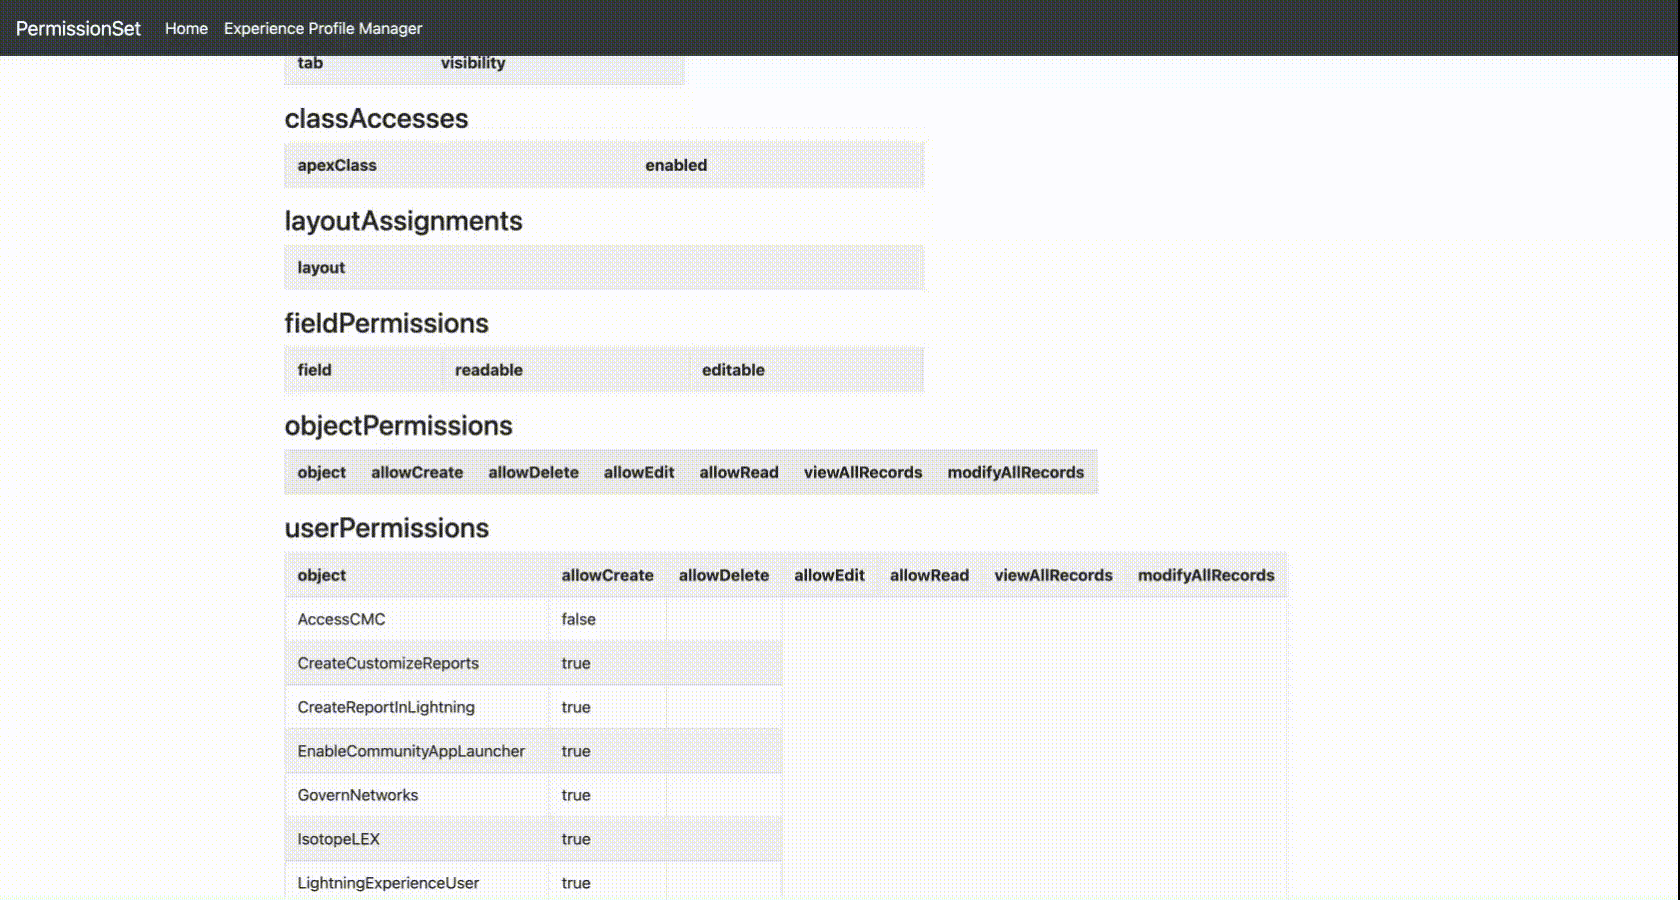 PermissionSet Home Experience Profile Manager
tab visibility
classAccesses
apexClass enabled
layoutAssignments
layout
fieldPermissions
field readable editable
objectPermissions
object allowCreate allowDelete allowEdit allowRead viewAllRecords modifyAllRecords
userPermissions
object allowCreate allowDelete allowEdit allowRead viewAllRecords modifyAllRecords
AccessCMC false
CreateCustomizeReports true
CreateReportInLightning true
EnableCommunityAppLauncher true
GovernNetworks true
IsotopeLEX true
LightningExperienceUser true